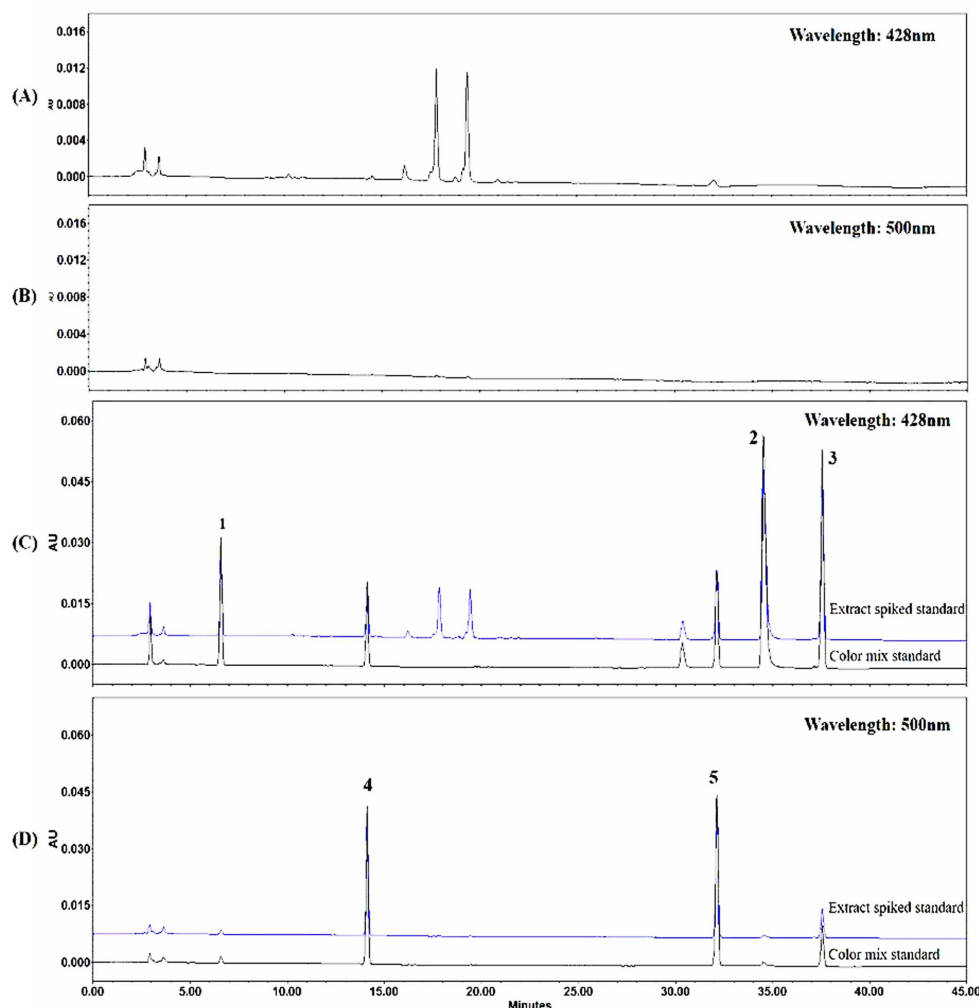 Wavelength: 428nm
0.016
0.012
(A)
AU
0.008
0.004
0.000
Wavelength: 500nm
0.016
0.012
(B)
AU
0.008
0.004
0.000
Wavelength: 428nm
0.060
2
3
0.045
1
(C)
AU
0.030
0.015
Extract spiked standard
0.000
Color mix standard
Wavelength: 500nm
0.060
4
5
0.045
(D)
AU
0.030
0.015
Extract spiked standard
0.000
Color mix standard
0.00 5.00 10.00 15.00 20.00 25.00 30.00 35.00 40.00 45.00
Minutes